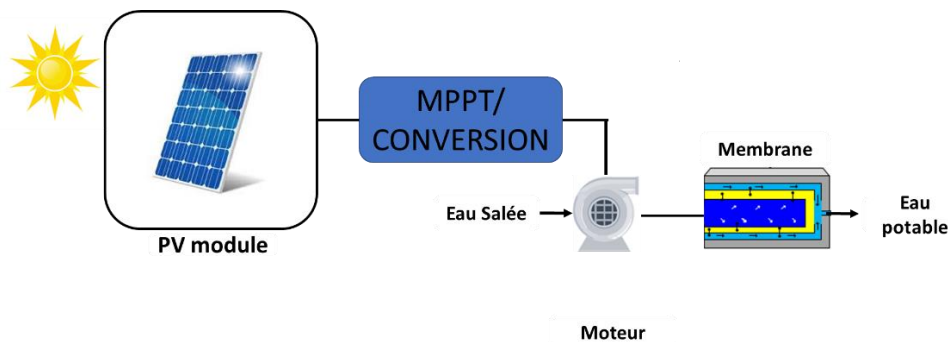 MPPT/
CONVERSION
Membrane
Eau Salée
Eau
potable
PV module
Moteur